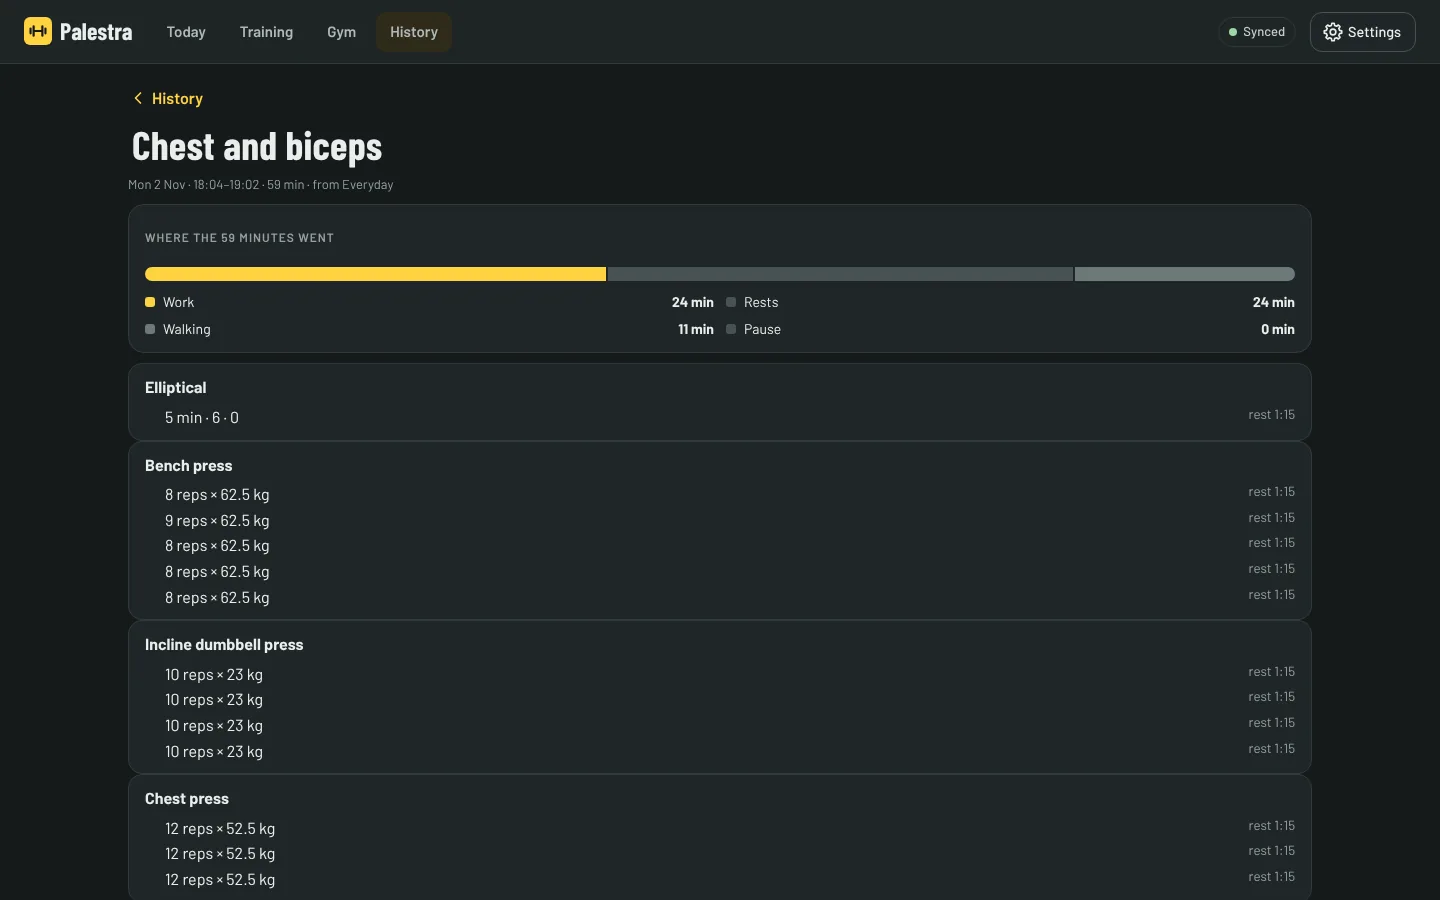 Palestra Today Training Gym History Synced Settings
History
Chest and biceps
Mon 2 Nov · 18:04–19:02 · 59 min · from Everyday
WHERE THE 59 MINUTES WENT
Work 24 min Rests 24 min
Walking 11 min Pause 0 min
Elliptical
5 min · 6 · 0 rest 1:15
Bench press
8 reps × 62.5 kg rest 1:15
9 reps × 62.5 kg rest 1:15
8 reps × 62.5 kg rest 1:15
8 reps × 62.5 kg rest 1:15
8 reps × 62.5 kg rest 1:15
Incline dumbbell press
10 reps × 23 kg rest 1:15
10 reps × 23 kg rest 1:15
10 reps × 23 kg rest 1:15
10 reps × 23 kg rest 1:15
Chest press
12 reps × 52.5 kg rest 1:15
12 reps × 52.5 kg rest 1:15
12 reps × 52.5 kg rest 1:15